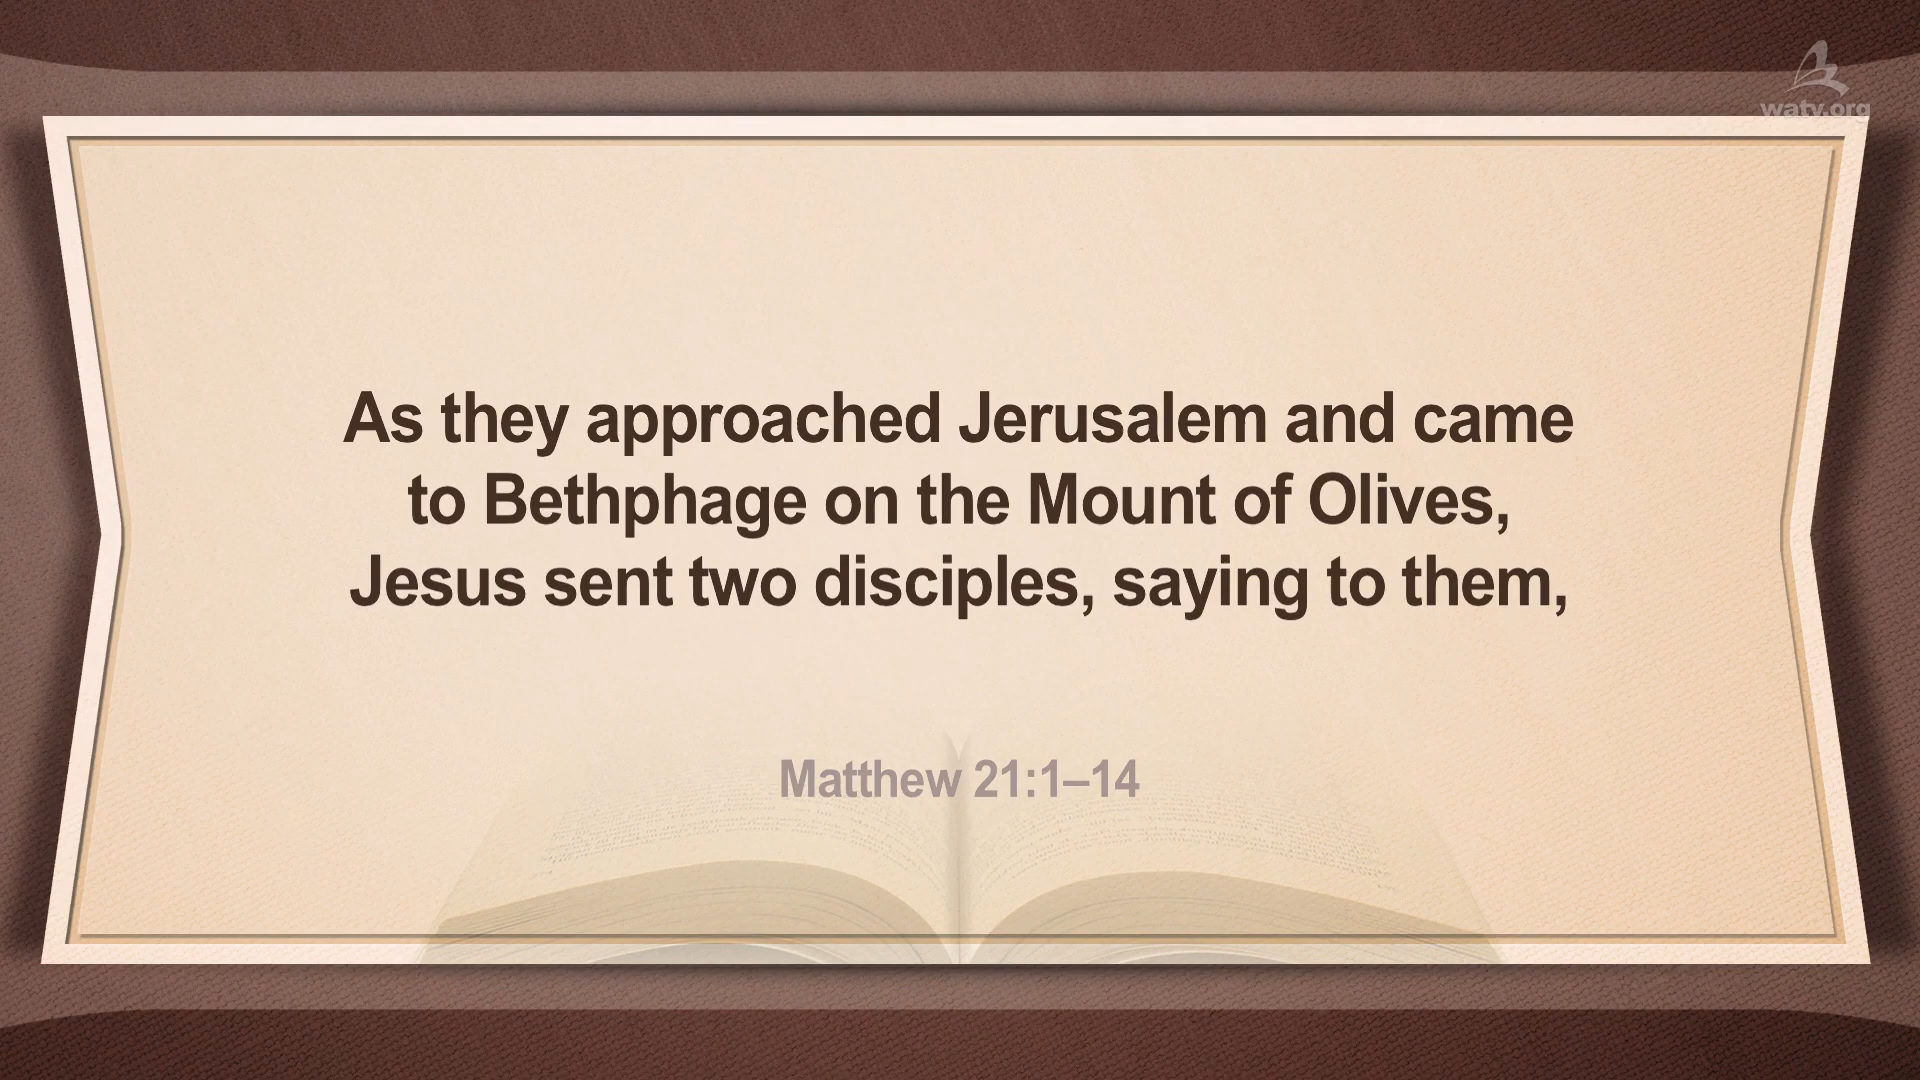 watv.org
As they approached Jerusalem and came
to Bethphage on the Mount of Olives,
Jesus sent two disciples, saying to them,
Matthew 21:1–14